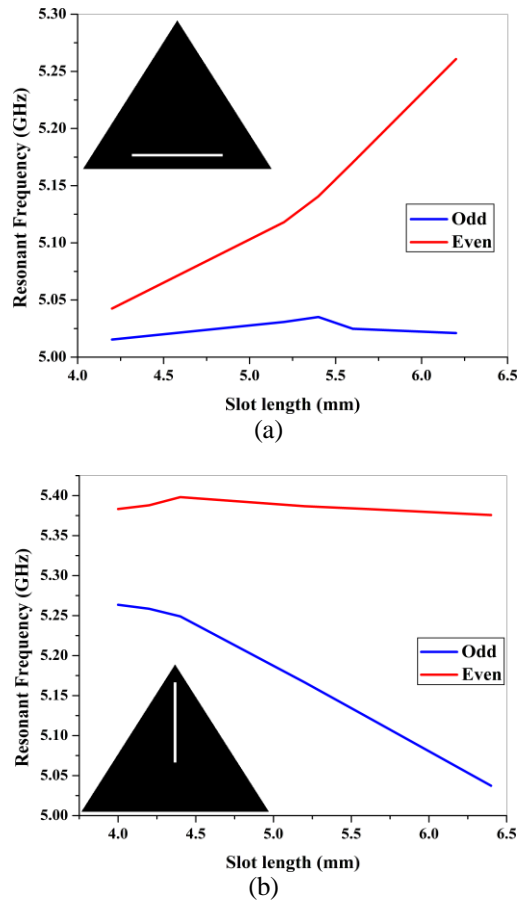 5.30
5.25
5.20
5.15
5.10
5.05
5.00
Resonant Frequency (GHz)
Odd
Even
4.0 4.5 5.0 5.5 6.0 6.5
Slot length (mm)
(a)
5.40
5.35
5.30
5.25
5.20
5.15
5.10
5.05
5.00
Resonant Frequency (GHz)
Odd
Even
4.0 4.5 5.0 5.5 6.0 6.5
Slot length (mm)
(b)